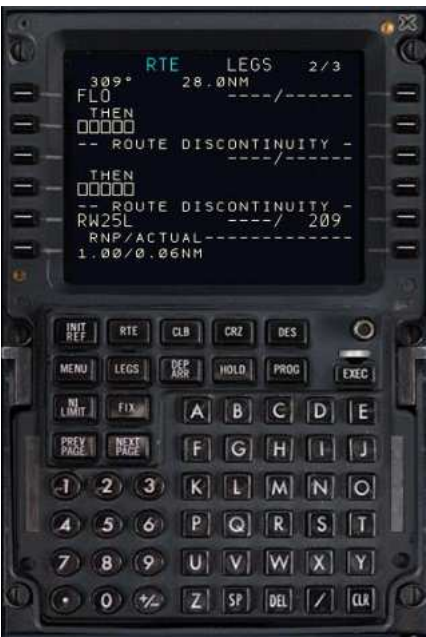 RTE LEGS 2/3
309° 28.0NM
FLO ----/------
THEN
□□□□□
-- ROUTE DISCONTINUITY -
----/------
THEN
□□□□□
-- ROUTE DISCONTINUITY -
RW25L ----/ 209
RNP/ACTUAL-------------
1.00/0.06NM
INIT REF RTE CLB CRZ DES
MENU LEGS DEP ARR HOLD PROG EXEC
N1 LIMIT FIX A B C D E
PREV PAGE NEXT PAGE F G H I J
1 2 3 K L M N O
4 5 6 P Q R S T
7 8 9 U V W X Y
. 0 +/- Z SP DEL / CLR